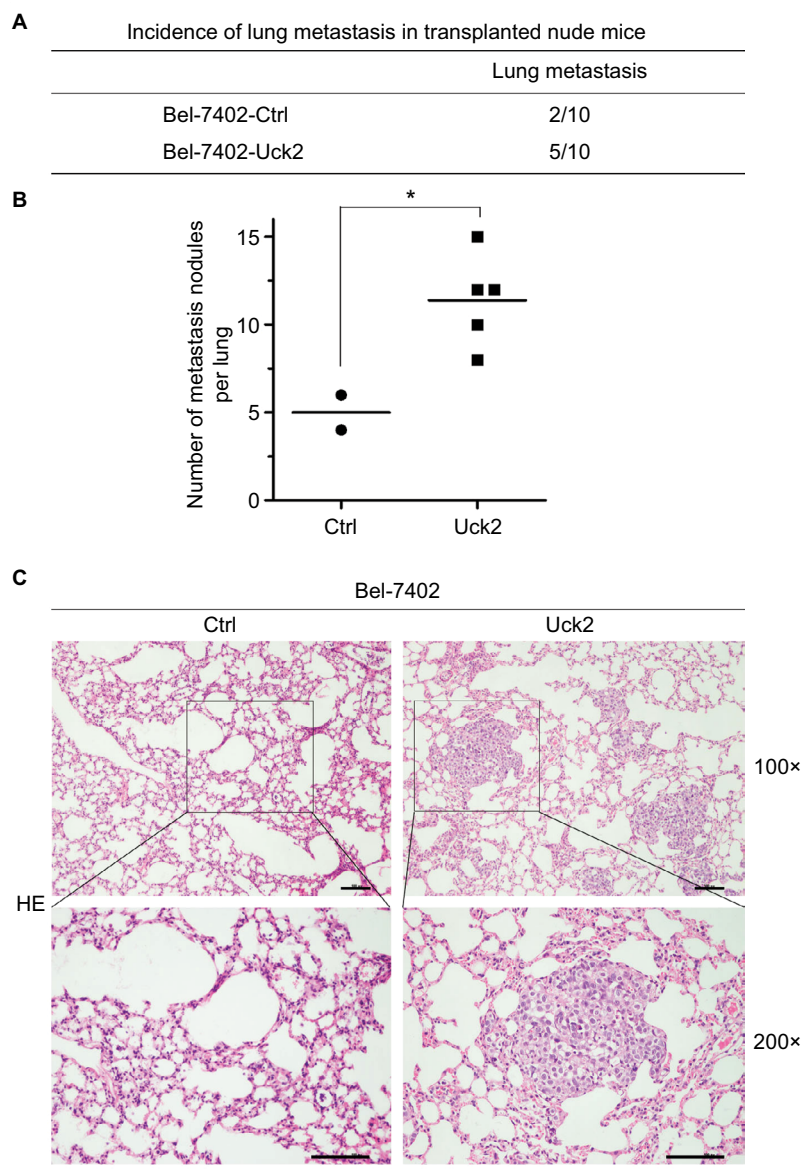 A
Incidence of lung metastasis in transplanted nude mice
Lung metastasis
Bel-7402-Ctrl 2/10
Bel-7402-Uck2 5/10
B
*
Number of metastasis nodules
per lung
15
10
5
0
Ctrl Uck2
C
Bel-7402
Ctrl Uck2
100×
HE
200×